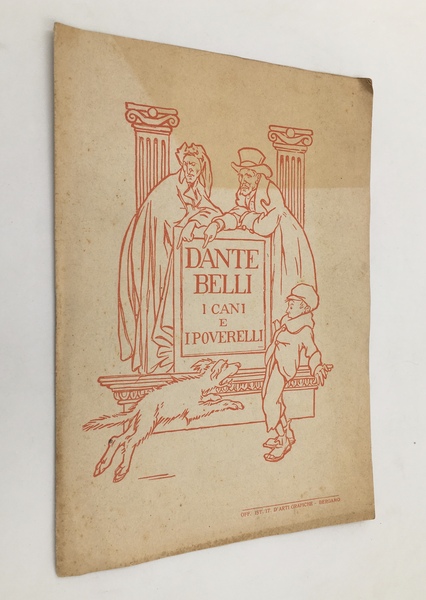 DANTE
BELLI
I CANI
E
I POVERELLI
OFF. IST. IT. D'ARTI GRAFICHE - BERGAMO